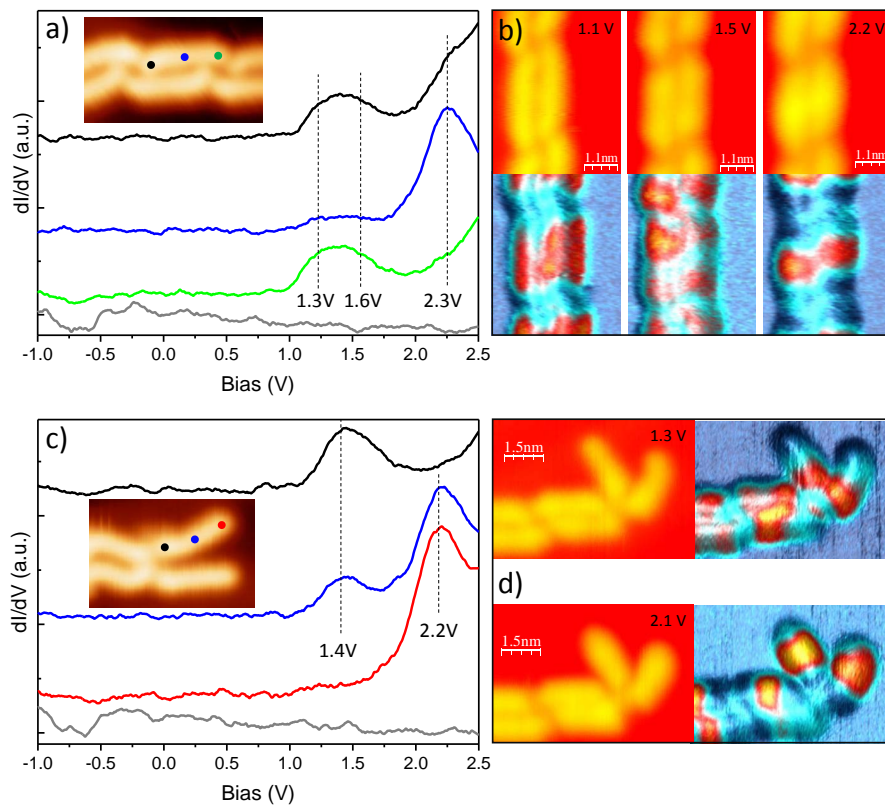 a)
dI/dV (a.u.)
1.3V
1.6V
2.3V
-1.0
-0.5
0.0
0.5
1.0
1.5
2.0
2.5
Bias (V)
b)
1.1 V
1.5 V
2.2 V
1.1nm
1.1nm
1.1nm
c)
dI/dV (a.u.)
1.4V
2.2V
-1.0
-0.5
0.0
0.5
1.0
1.5
2.0
2.5
Bias (V)
1.5nm
1.3 V
d)
2.1 V
1.5nm